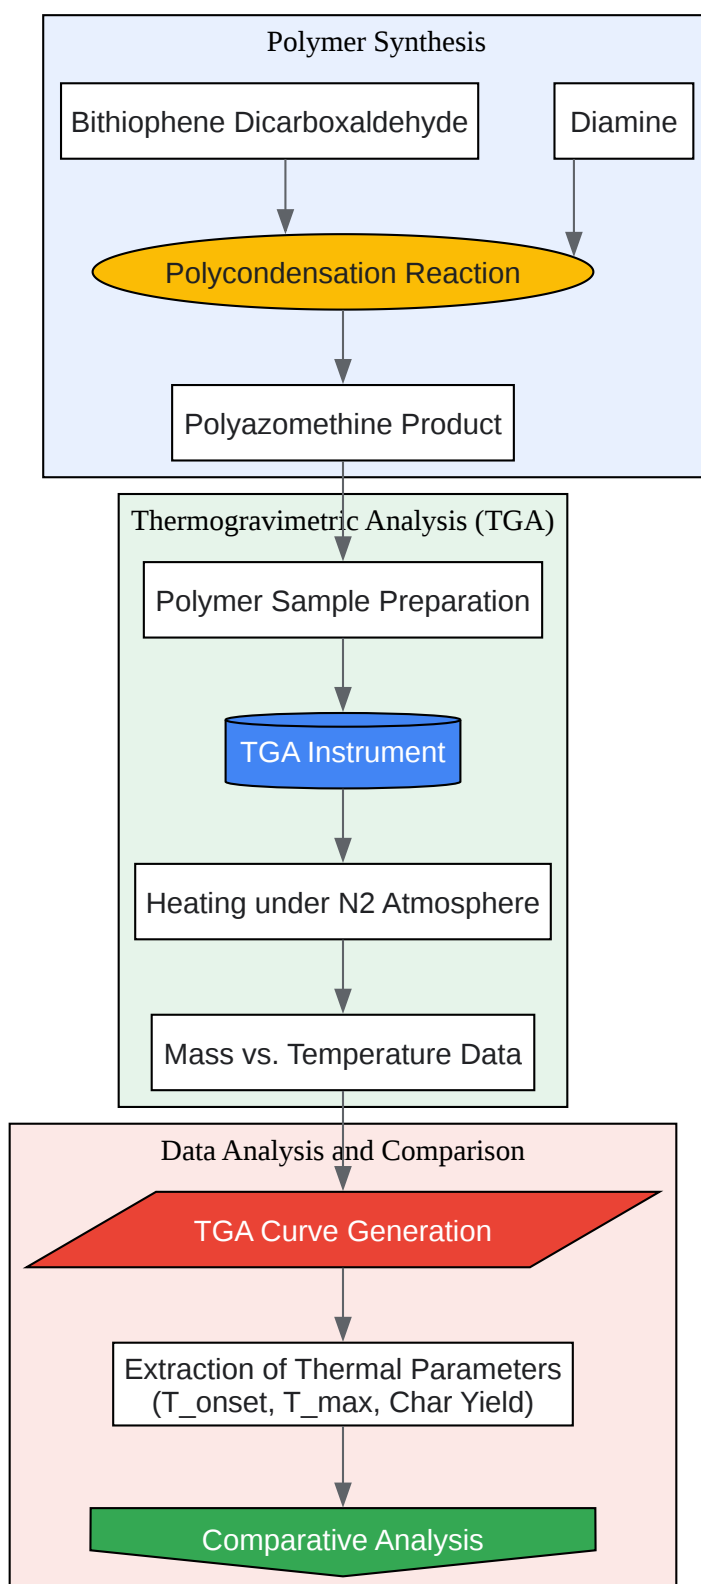 Polymer Synthesis
Bithiophene Dicarboxaldehyde
Diamine
Polycondensation Reaction
Polyazomethine Product
Thermogravimetric Analysis (TGA)
Polymer Sample Preparation
TGA Instrument
Heating under N2 Atmosphere
Mass vs. Temperature Data
Data Analysis and Comparison
TGA Curve Generation
Extraction of Thermal Parameters
(T_onset, T_max, Char Yield)
Comparative Analysis